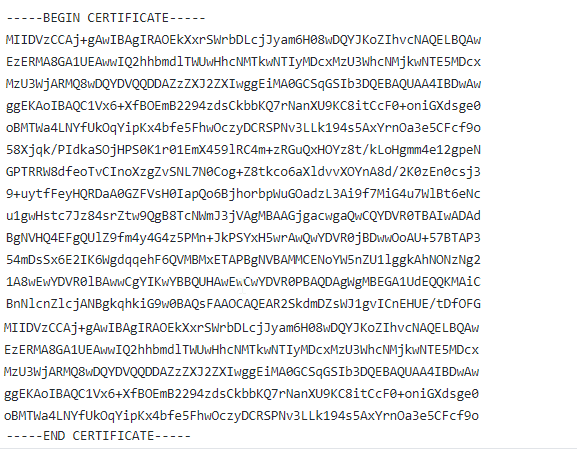 -----BEGIN CERTIFICATE-----
MIIDVzCCAj+gAwIBAgIRAOEkXxrSWrbDLcjJyam6H08wDQYJKoZIhvcNAQELBQAw
EzERMA8GA1UEAwwIQ2hhbmdlTWUwHhcNMTkwNTIyMDcxMzU3WhcNMjkwNTE5MDcx
MzU3WjARMQ8wDQYDVQQDDAZzZXJ2ZXIwggEiMA0GCSqGSIb3DQEBAQUAA4IBDwAw
ggEKAoIBAQC1Vx6+XfBOEmB2294zdsCkbbKQ7rNanXU9KC8itCcF0+oniGXdsge0
oBMTWa4LNYfUkOqYipKx4bfe5FhwOczyDCRSPNv3LLk194s5AxYrnOa3e5CFcf9o
58Xjqk/PIdkaSOjHPS0K1r01EmX459lRC4m+zRGuQxHOYz8t/kLoHgmm4e12gpeN
GPTRRW8dfeoTvCInoXzgZvSNL7N0Cog+Z8tkco6aXldvvXOYnA8d/2K0zEn0csj3
9+uytfFeyHQRDaA0GZFVsH0IapQo6BjhorbpWuGOadzL3Ai9f7MiG4u7WlBt6eNc
u1gwHstc7Jz84srZtw9QgB8TcNWmJ3jVAgMBAAGjgacwgaQwCQYDVR0TBAIwADAd
BgNVHQ4EFgQUlZ9fm4y4G4z5PMn+JkPSYxH5wrAwQwYDVR0jBDwwOoAU+57BTAP3
54mDsSx6E2IK6WgdqqehF6QVMBMxETAPBgNVBAMMCENoYW5nZU1lggkAhNONzNg2
1A8wEwYDVR0lBAwwCgYIKwYBBQUHAwEwCwYDVR0PBAQDAgWgMBEGA1UdEQQKMAiC
BnNlcnZlcjANBgkqhkiG9w0BAQsFAAOCAQEAR2SkdmDZsWJ1gvICnEHUE/tDfOFG
MIIDVzCCAj+gAwIBAgIRAOEkXxrSWrbDLcjJyam6H08wDQYJKoZIhvcNAQELBQAw
EzERMA8GA1UEAwwIQ2hhbmdlTWUwHhcNMTkwNTIyMDcxMzU3WhcNMjkwNTE5MDcx
MzU3WjARMQ8wDQYDVQQDDAZzZXJ2ZXIwggEiMA0GCSqGSIb3DQEBAQUAA4IBDwAw
ggEKAoIBAQC1Vx6+XfBOEmB2294zdsCkbbKQ7rNanXU9KC8itCcF0+oniGXdsge0
oBMTWa4LNYfUkOqYipKx4bfe5FhwOczyDCRSPNv3LLk194s5AxYrnOa3e5CFcf9o
-----END CERTIFICATE-----